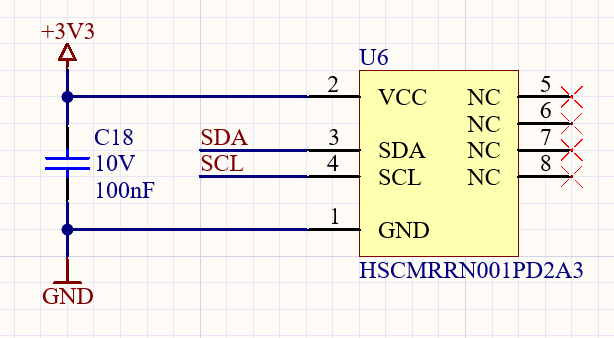 +3V3
U6
2 VCC NC 5
NC 6
C18 SDA 3 SDA NC 7
10V SCL 4 SCL NC 8
100nF
1 GND
GND HSCMRRN001PD2A3